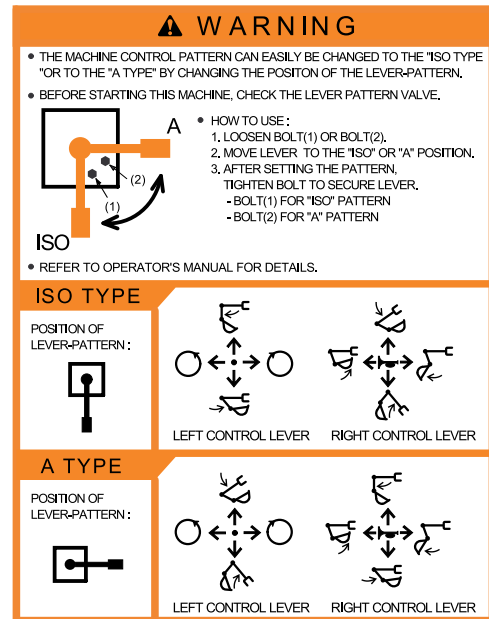 WARNING
• THE MACHINE CONTROL PATTERN CAN EASILY BE CHANGED TO THE "ISO TYPE
"OR TO THE "A TYPE" BY CHANGING THE POSITON OF THE LEVER-PATTERN.
• BEFORE STARTING THIS MACHINE, CHECK THE LEVER PATTERN VALVE.
A
(2)
(1)
ISO
• HOW TO USE :
1. LOOSEN BOLT(1) OR BOLT(2).
2. MOVE LEVER TO THE "ISO" OR "A" POSITION.
3. AFTER SETTING THE PATTERN,
TIGHTEN BOLT TO SECURE LEVER.
- BOLT(1) FOR "ISO" PATTERN
- BOLT(2) FOR "A" PATTERN
• REFER TO OPERATOR'S MANUAL FOR DETAILS.
ISO TYPE
POSITION OF
LEVER-PATTERN :
LEFT CONTROL LEVER
RIGHT CONTROL LEVER
A TYPE
POSITION OF
LEVER-PATTERN :
LEFT CONTROL LEVER
RIGHT CONTROL LEVER